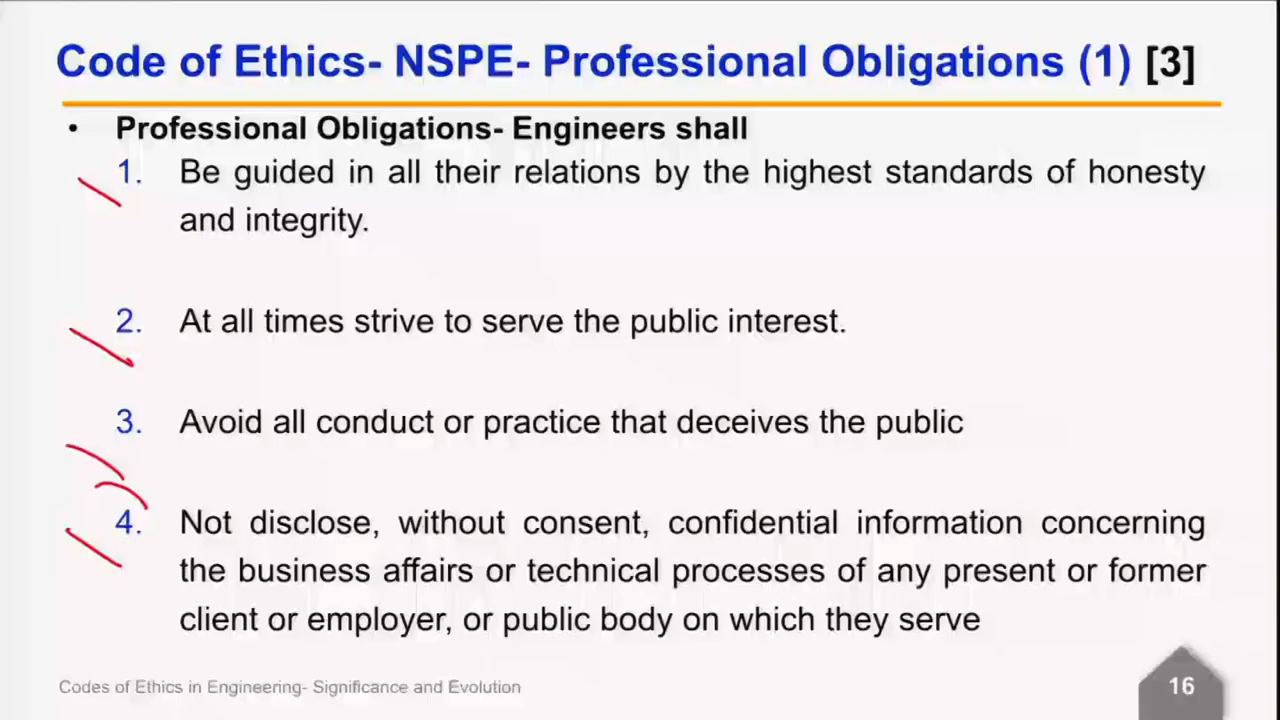 Code of Ethics- NSPE- Professional Obligations (1) [3]
• Professional Obligations- Engineers shall
1. Be guided in all their relations by the highest standards of honesty
and integrity.
2. At all times strive to serve the public interest.
3. Avoid all conduct or practice that deceives the public
4. Not disclose, without consent, confidential information concerning
the business affairs or technical processes of any present or former
client or employer, or public body on which they serve
Codes of Ethics in Engineering- Significance and Evolution
16